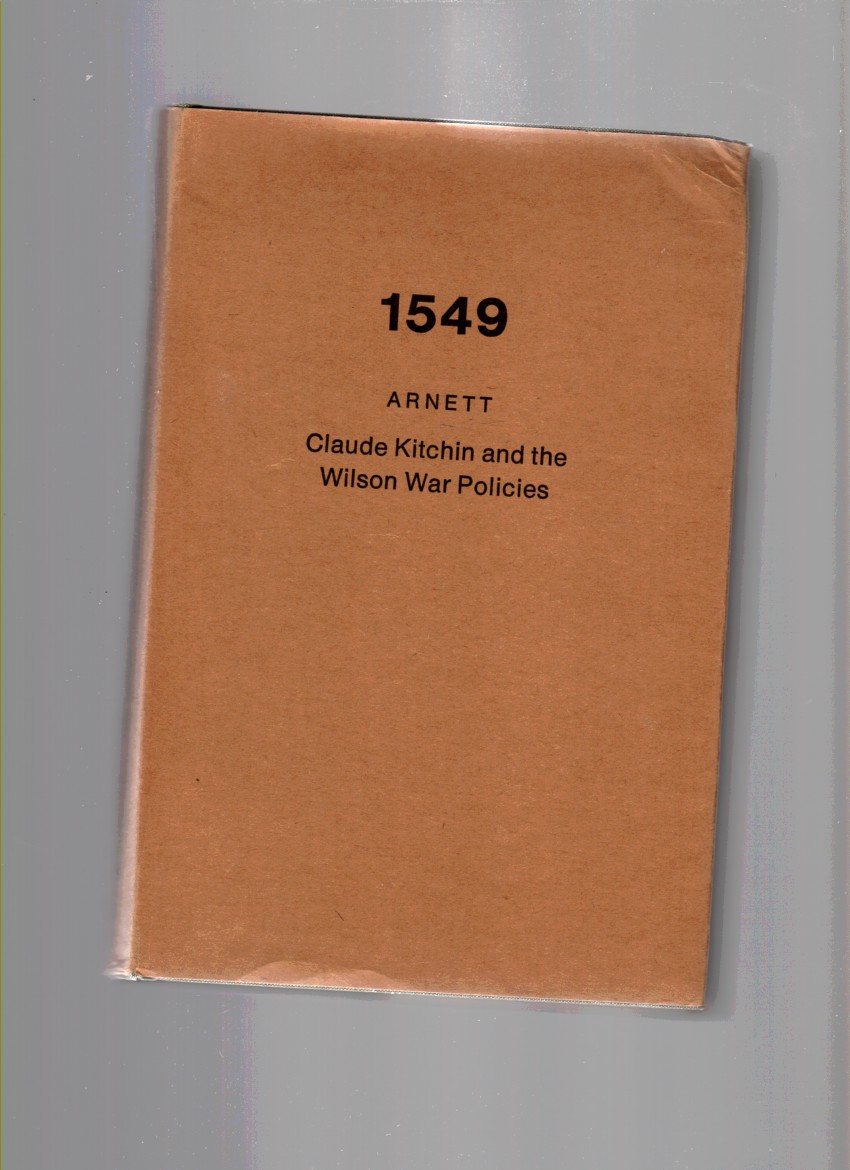 1549
ARNETT
Claude Kitchin and the
Wilson War Policies